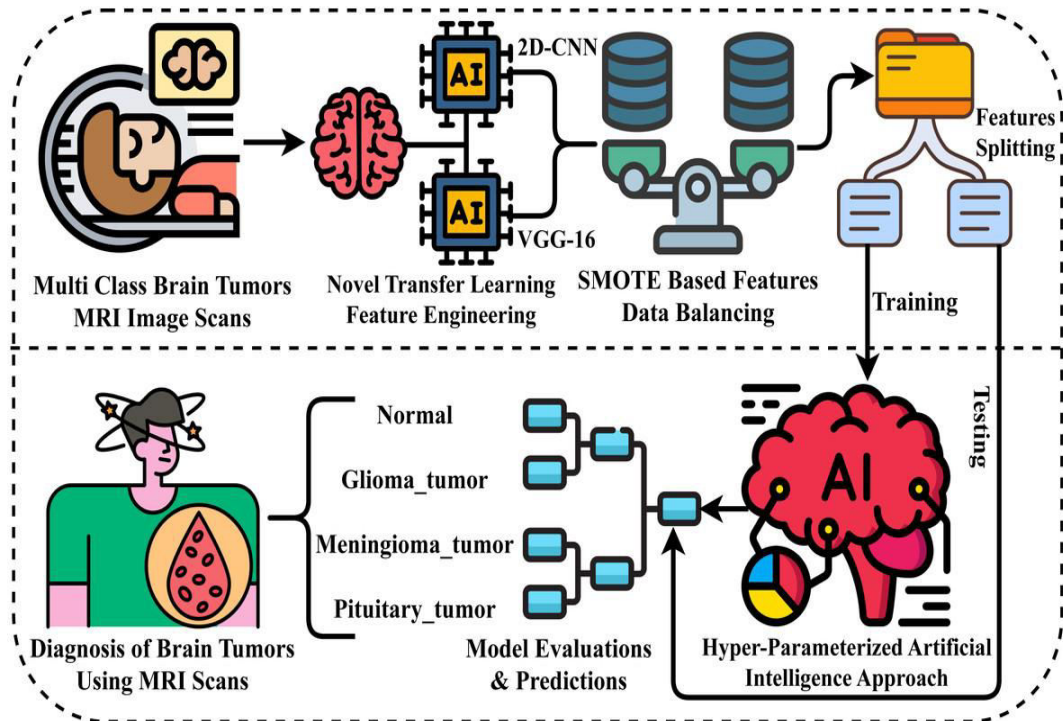 2D-CNN
AI
AI
VGG-16
Features
Splitting
Multi Class Brain Tumors
MRI Image Scans
Novel Transfer Learning
Feature Engineering
SMOTE Based Features
Data Balancing
Training
Testing
Normal
Glioma_tumor
Meningioma_tumor
Pituitary_tumor
AI
Diagnosis of Brain Tumors
Using MRI Scans
Model Evaluations
& Predictions
Hyper-Parameterized Artificial
Intelligence Approach